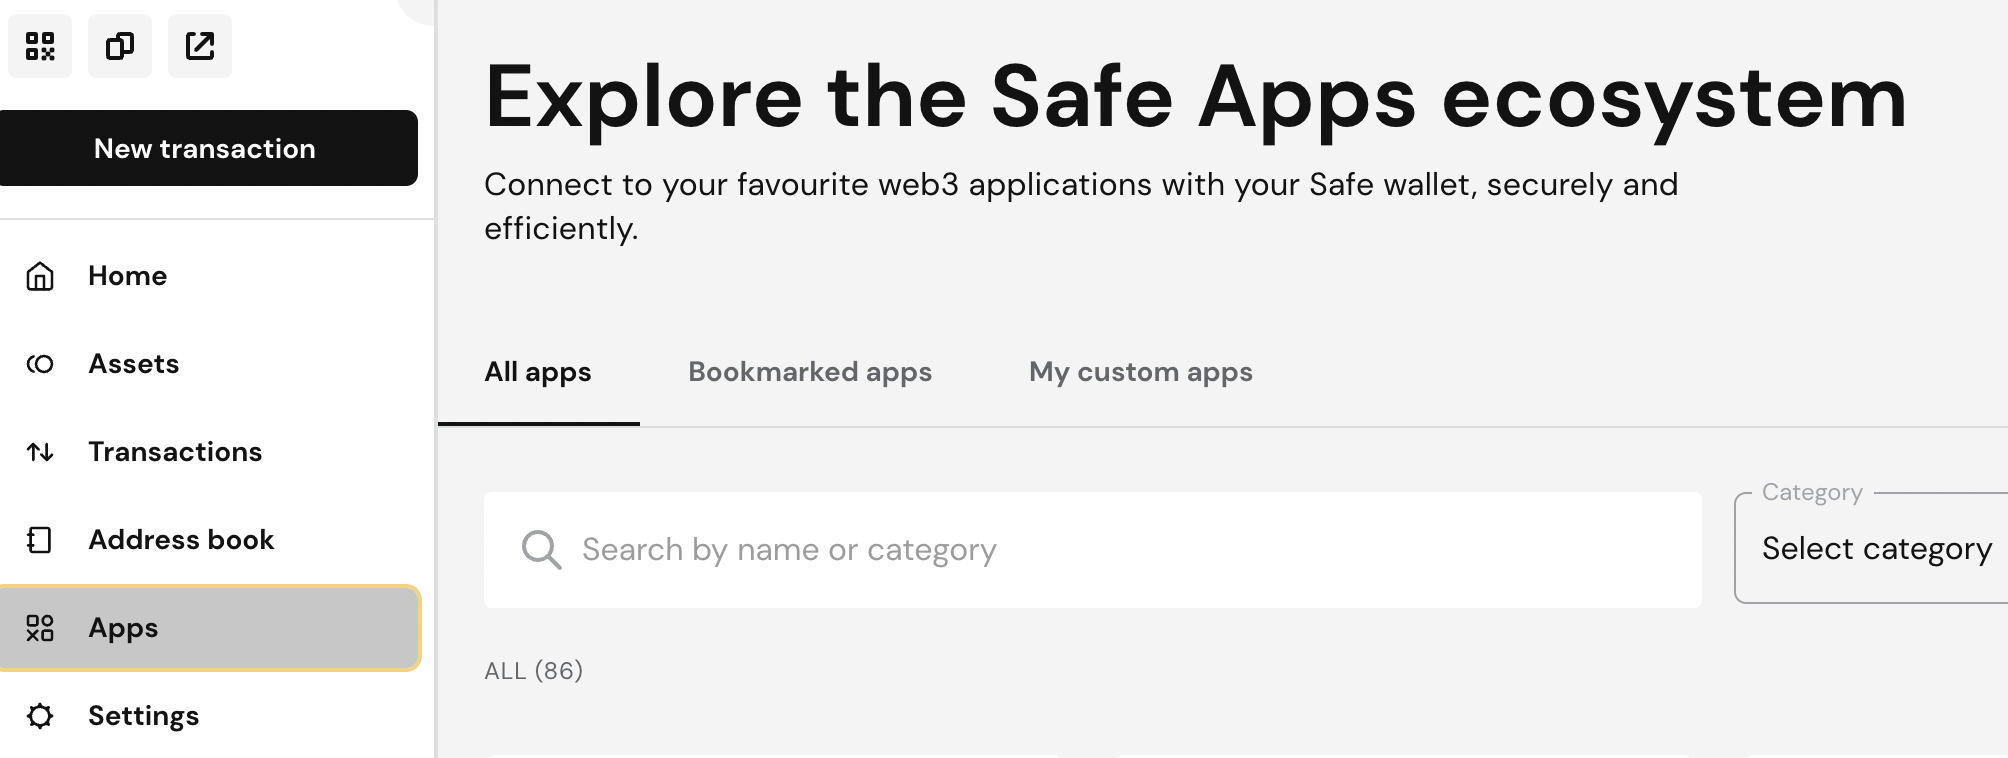 New transaction
Home
Assets
Transactions
Address book
Apps
Settings
Explore the Safe Apps ecosystem
Connect to your favourite web3 applications with your Safe wallet, securely and
efficiently.
All apps
Bookmarked apps
My custom apps
Search by name or category
Category
Select category
ALL (86)